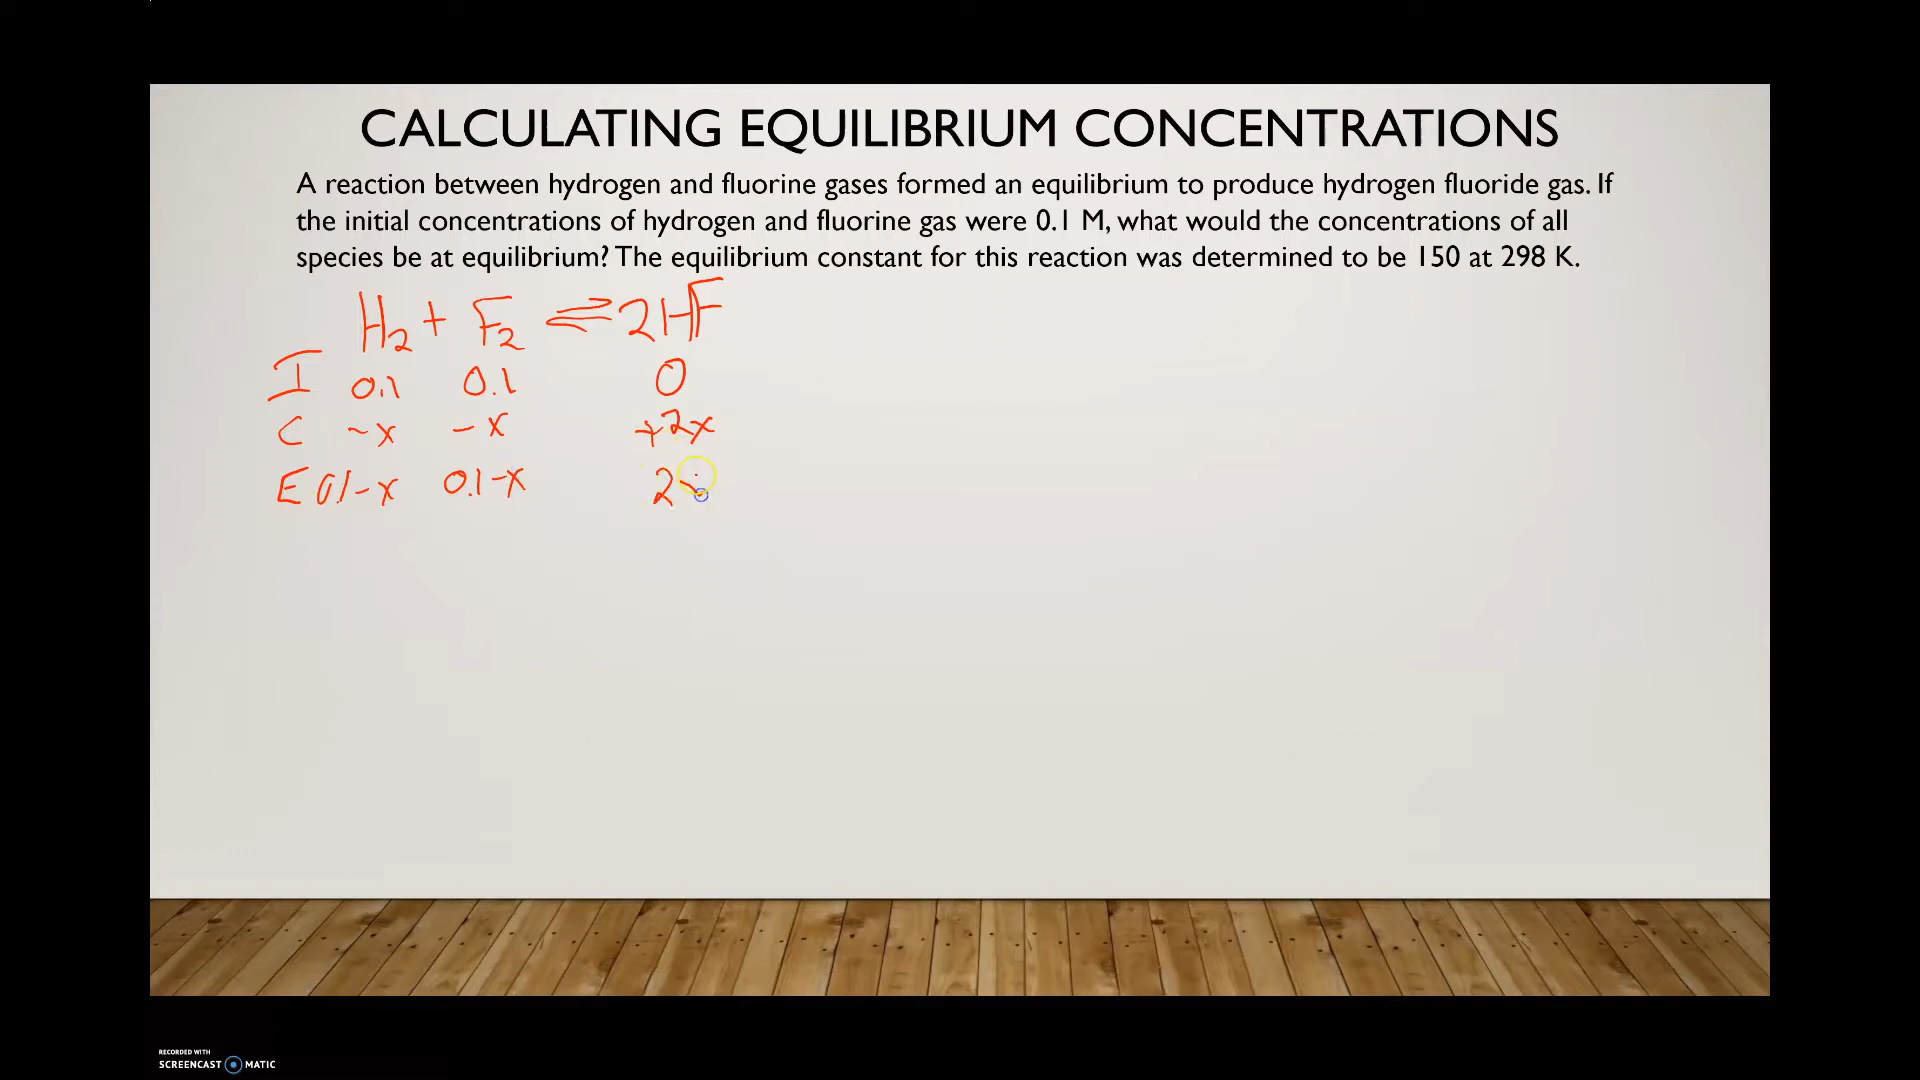 CALCULATING EQUILIBRIUM CONCENTRATIONS
A reaction between hydrogen and fluorine gases formed an equilibrium to produce hydrogen fluoride gas. If
the initial concentrations of hydrogen and fluorine gas were 0.1 M, what would the concentrations of all
species be at equilibrium? The equilibrium constant for this reaction was determined to be 150 at 298 K.
H₂ + F₂ ⇌ 2HF
I 0.1 0.1 0
C -x -x +2x
E 0.1-x 0.1-x 2
RECORDED WITH
SCREENCAST MATIC